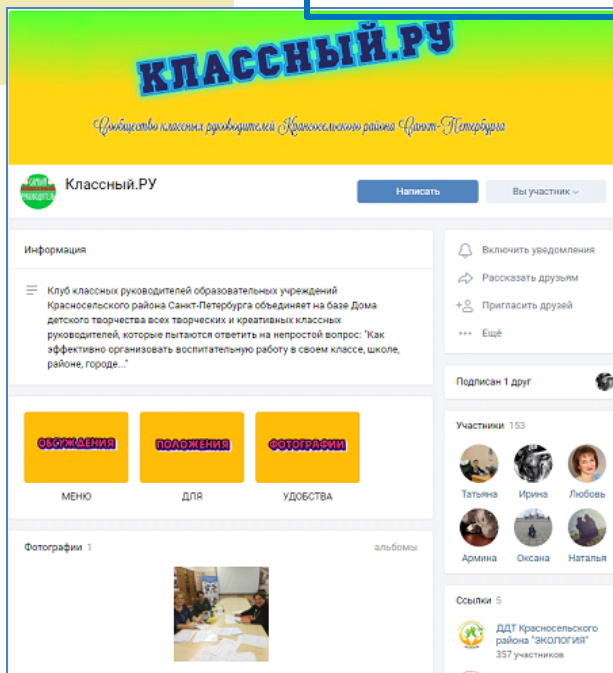 КЛАССНЫЙ.РУ
Сообщество классных руководителей Красносельского района Санкт-Петербурга
Классный.РУ
Написать
Вы участник
Информация
Клуб классных руководителей образовательных учреждений
Красносельского района Санкт-Петербурга объединяет на базе Дома
детского творчества всех творческих и креативных классных
руководителей, которые пытаются ответить на непростой вопрос: "Как
эффективно организовать воспитательную работу в своем классе, школе,
районе, городе..."
ОБСУЖДЕНИЯ
ПОЛОЖЕНИЯ
ФОТОГРАФИИ
МЕНЮ
ДЛЯ
УДОБСТВА
Фотографии 1
альбомы
Включить уведомления
Рассказать друзьям
Пригласить друзей
Ещё
Подписан 1 друг
Участники 153
Татьяна
Ирина
Любовь
Армина
Оксана
Наталья
Ссылки 5
ДДТ Красносельского
района "ЭКОЛОГИЯ"
357 участников